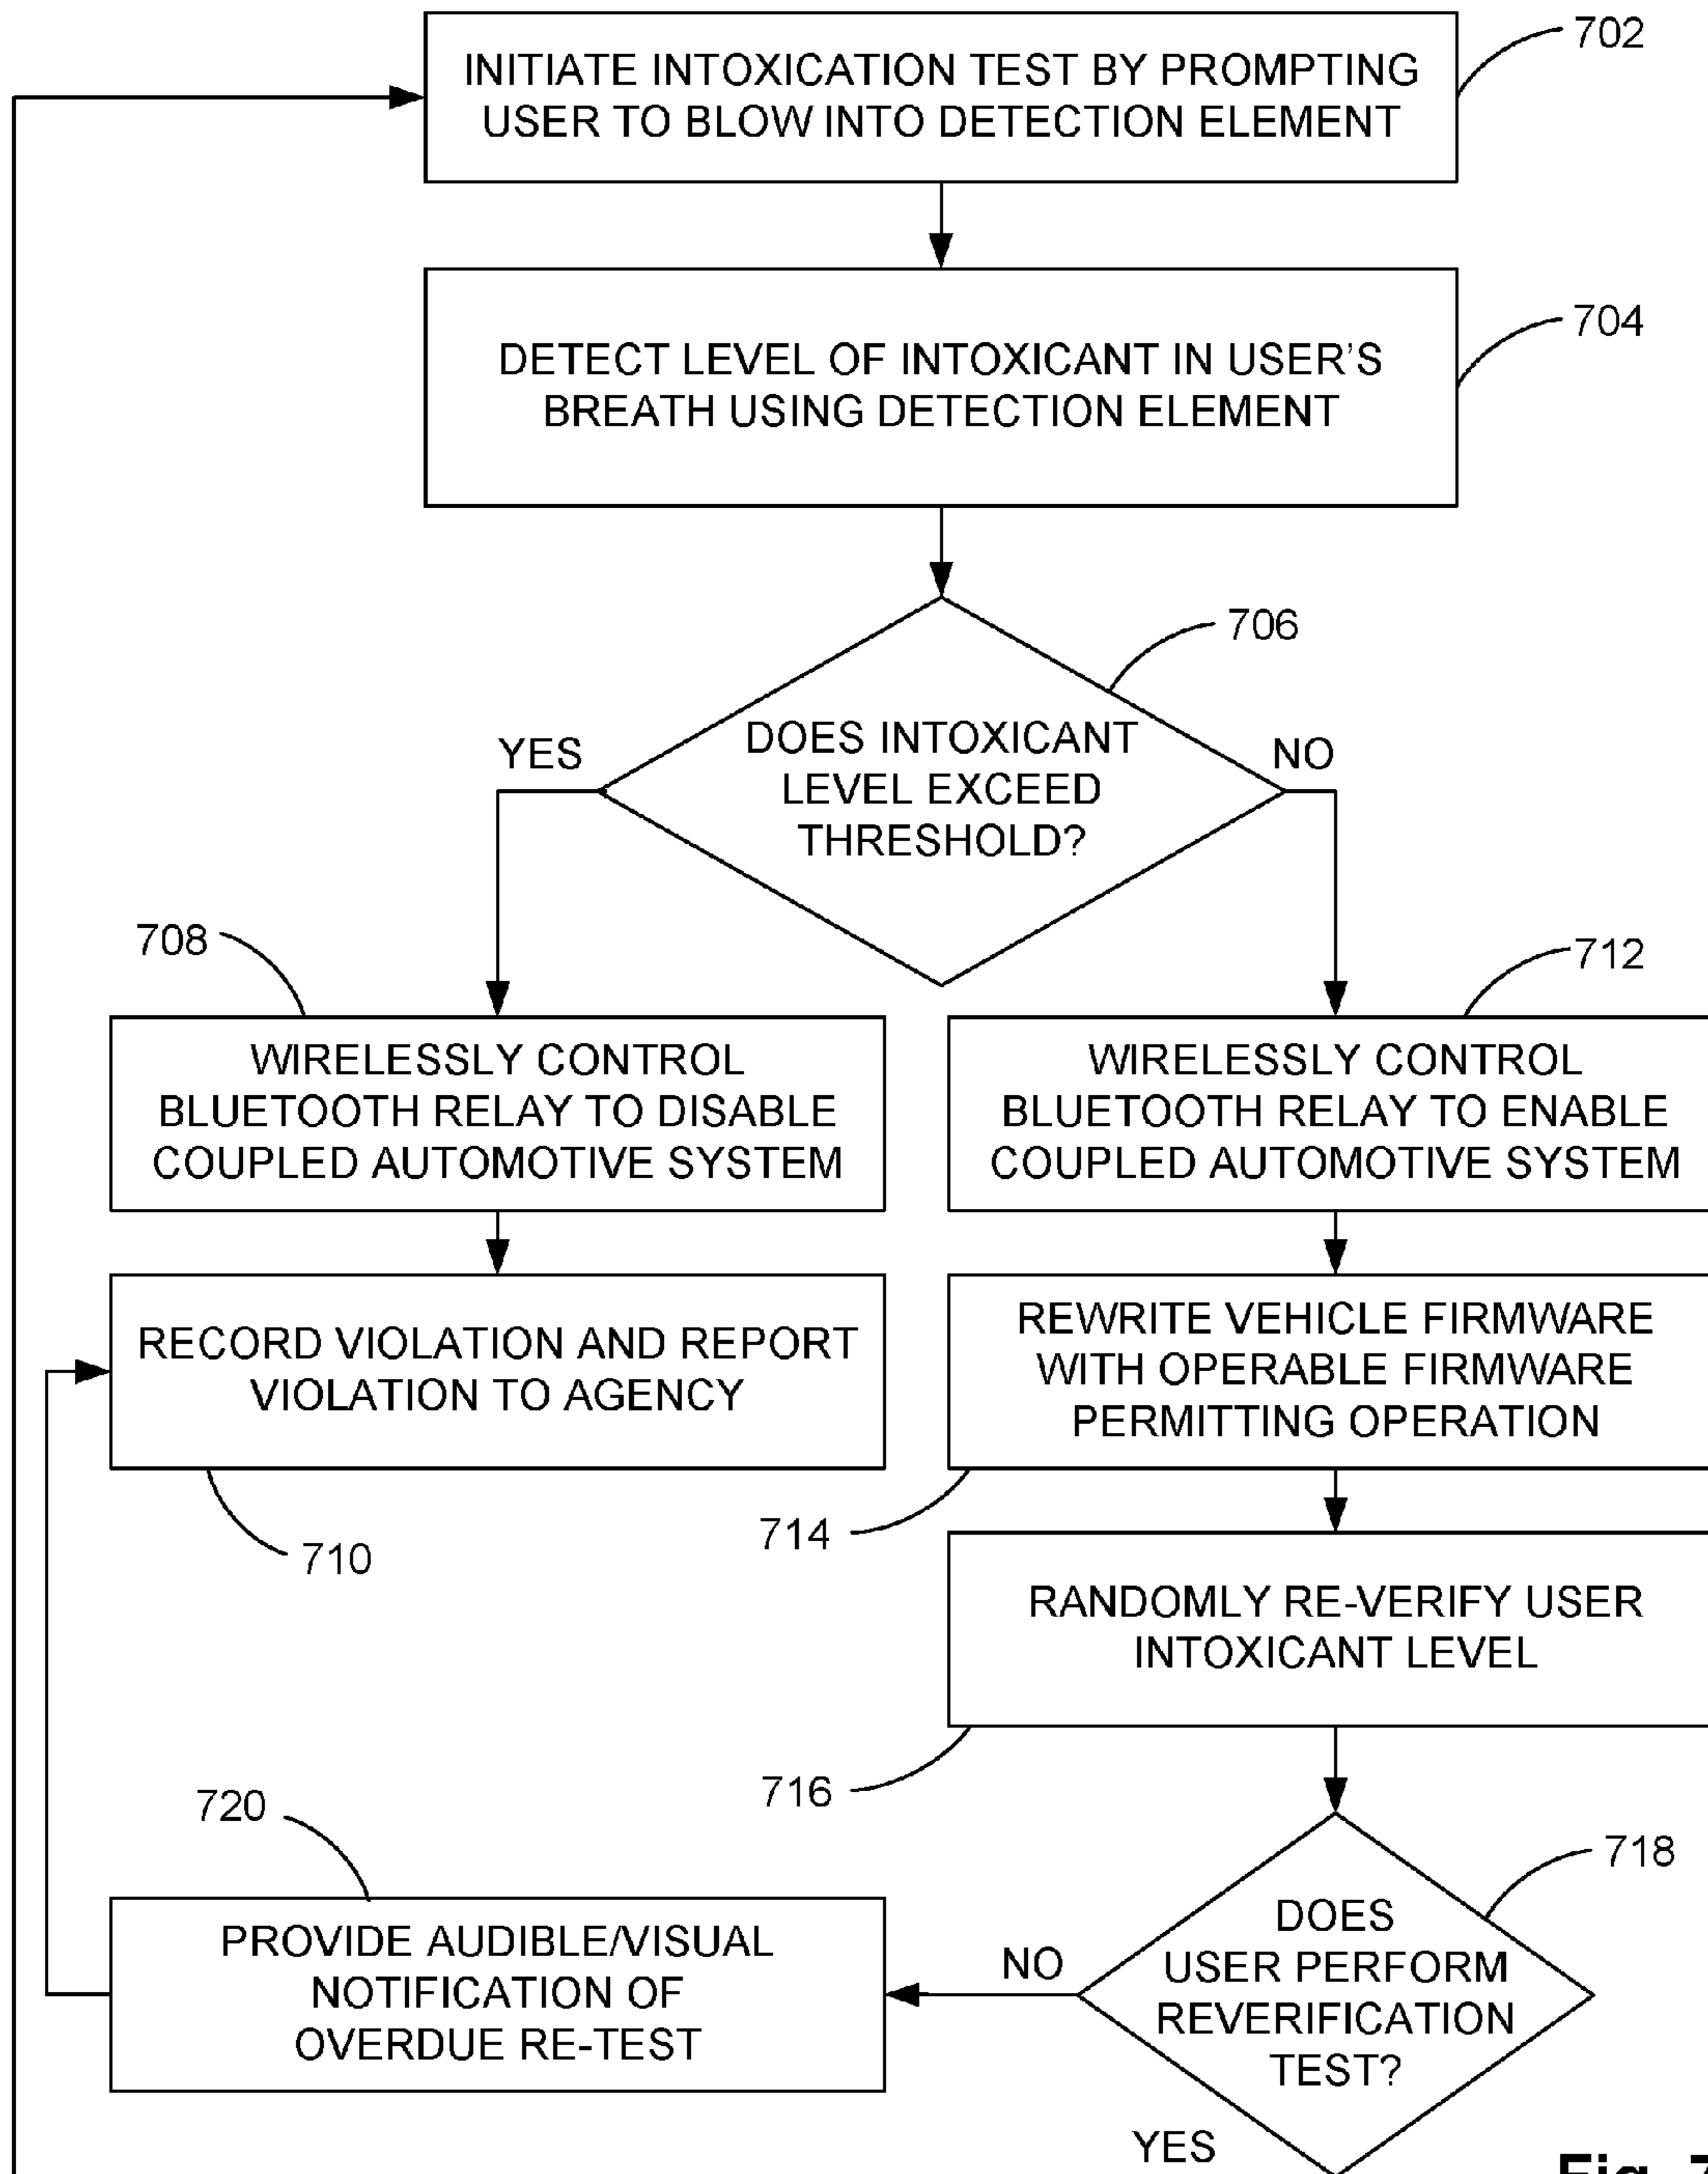 702
INITIATE INTOXICATION TEST BY PROMPTING
USER TO BLOW INTO DETECTION ELEMENT
704
DETECT LEVEL OF INTOXICANT IN USER'S
BREATH USING DETECTION ELEMENT
706
DOES INTOXICANT
LEVEL EXCEED
THRESHOLD?
YES
NO
708
WIRELESSLY CONTROL
BLUETOOTH RELAY TO DISABLE
COUPLED AUTOMOTIVE SYSTEM
712
WIRELESSLY CONTROL
BLUETOOTH RELAY TO ENABLE
COUPLED AUTOMOTIVE SYSTEM
RECORD VIOLATION AND REPORT
VIOLATION TO AGENCY
710
REWRITE VEHICLE FIRMWARE
WITH OPERABLE FIRMWARE
PERMITTING OPERATION
714
RANDOMLY RE-VERIFY USER
INTOXICANT LEVEL
716
718
DOES
USER PERFORM
REVERIFICATION
TEST?
NO
720
PROVIDE AUDIBLE/VISUAL
NOTIFICATION OF
OVERDUE RE-TEST
YES
Fig. 7